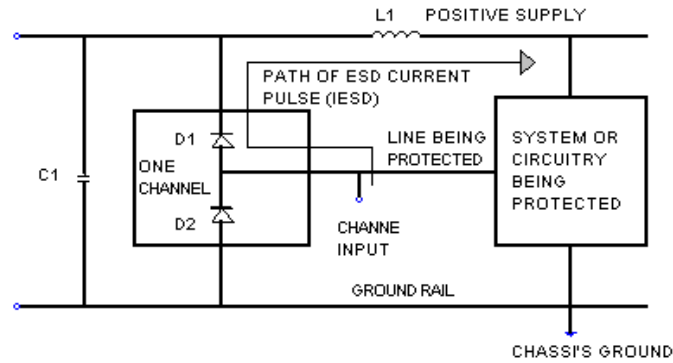 L1 POSITIVE SUPPLY
PATH OF ESD CURRENT
PULSE (IESD)
D1
ONE
CHANNEL
D2
C1
LINE BEING
PROTECTED
SYSTEM OR
CIRCUITRY
BEING
PROTECTED
CHANNE
INPUT
GROUND RAIL
CHASSI'S GROUND